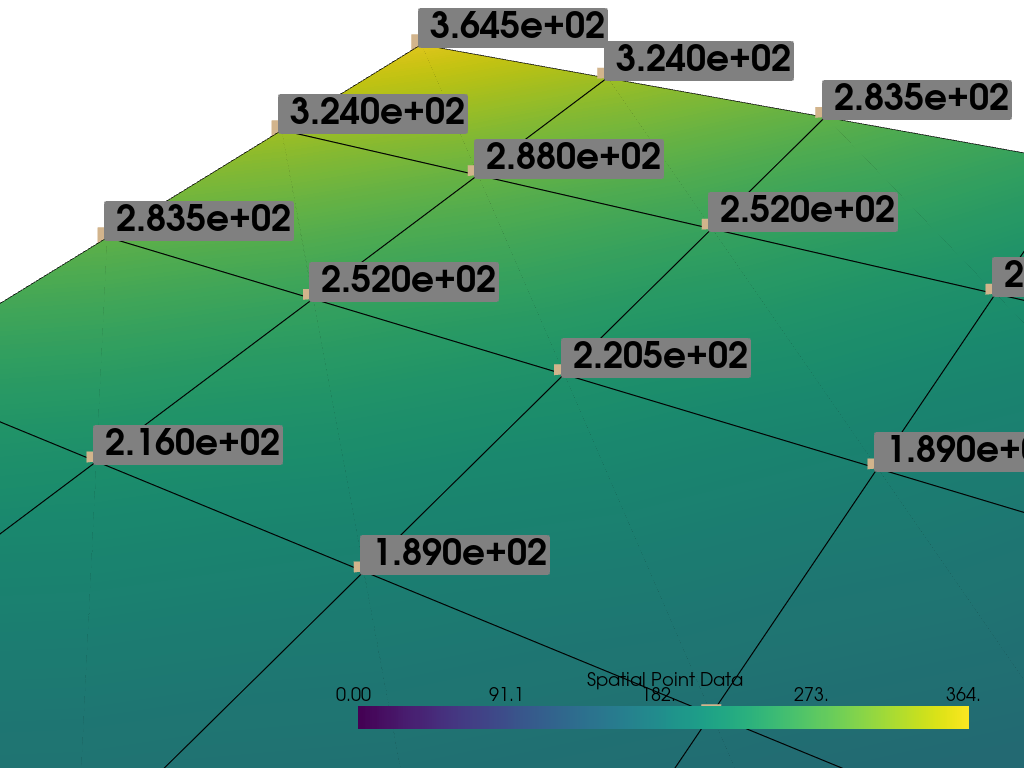 3.645e+02
3.240e+02
2.835e+02
3.240e+02
2.880e+02
2.520e+02
2.835e+02
2.520e+02
2.205e+02
2.160e+02
1.890e+
1.890e+02
Spatial Point Data
0.00 91.1 182. 273. 364.